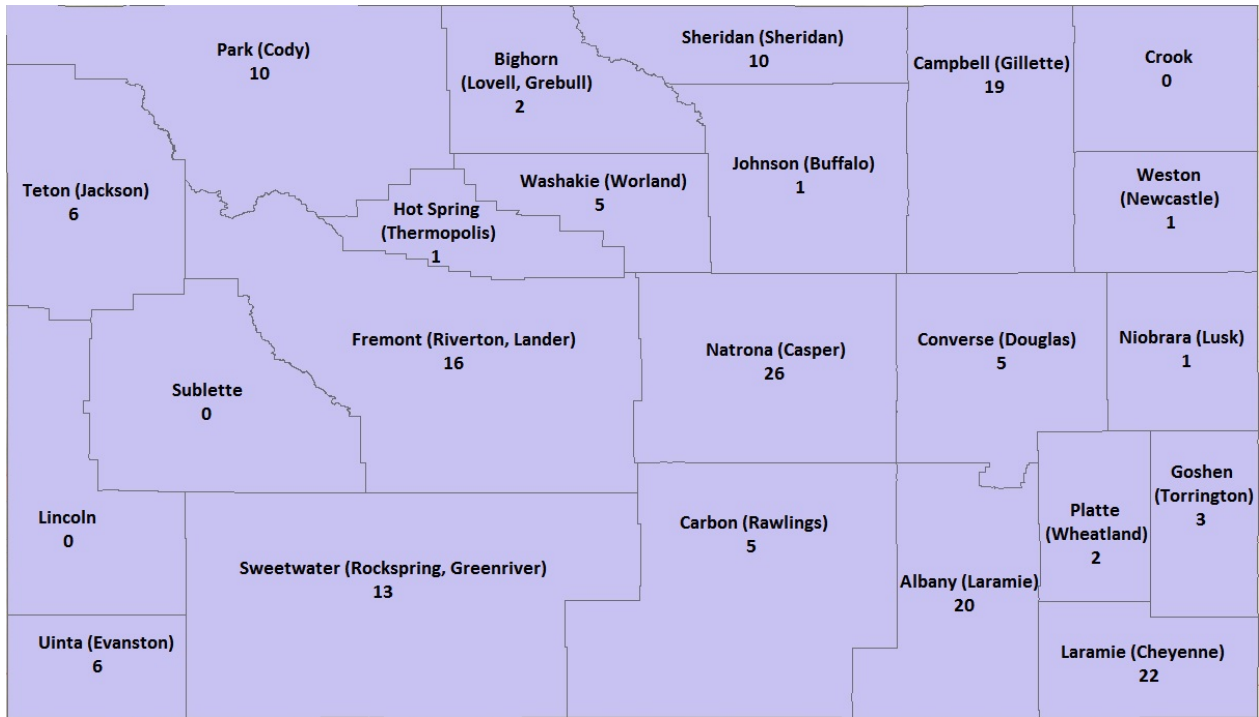 Park (Cody)
10
Bighorn
(Lovell, Grebull)
2
Sheridan (Sheridan)
10
Campbell (Gillette)
19
Crook
0
Teton (Jackson)
6
Hot Spring
(Thermopolis)
1
Washakie (Worland)
5
Johnson (Buffalo)
1
Weston
(Newcastle)
1
Sublette
0
Fremont (Riverton, Lander)
16
Natrona (Casper)
26
Converse (Douglas)
5
Niobrara (Lusk)
1
Lincoln
0
Sweetwater (Rockspring, Greenriver)
13
Carbon (Rawlings)
5
Albany (Laramie)
20
Platte
(Wheatland)
2
Goshen
(Torrington)
3
Uinta (Evanston)
6
Laramie (Cheyenne)
22